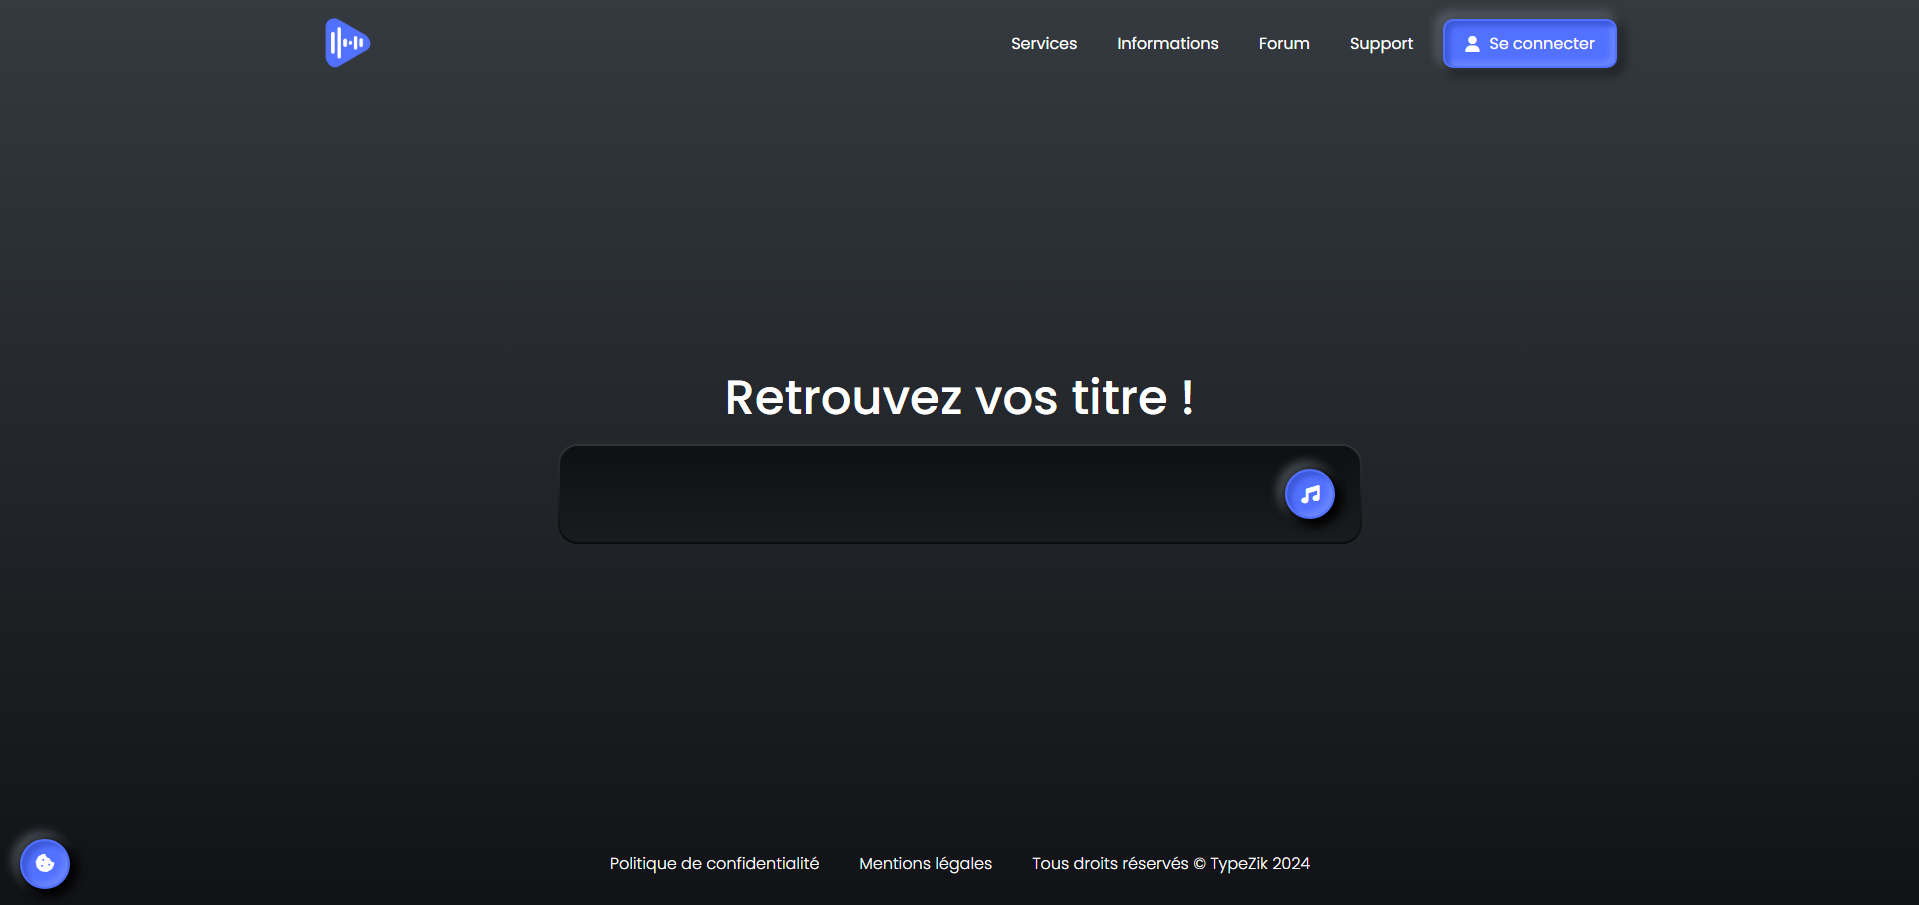 Services Informations Forum Support Se connecter
Retrouvez vos titre !
Politique de confidentialité Mentions légales Tous droits réservés © TypeZik 2024